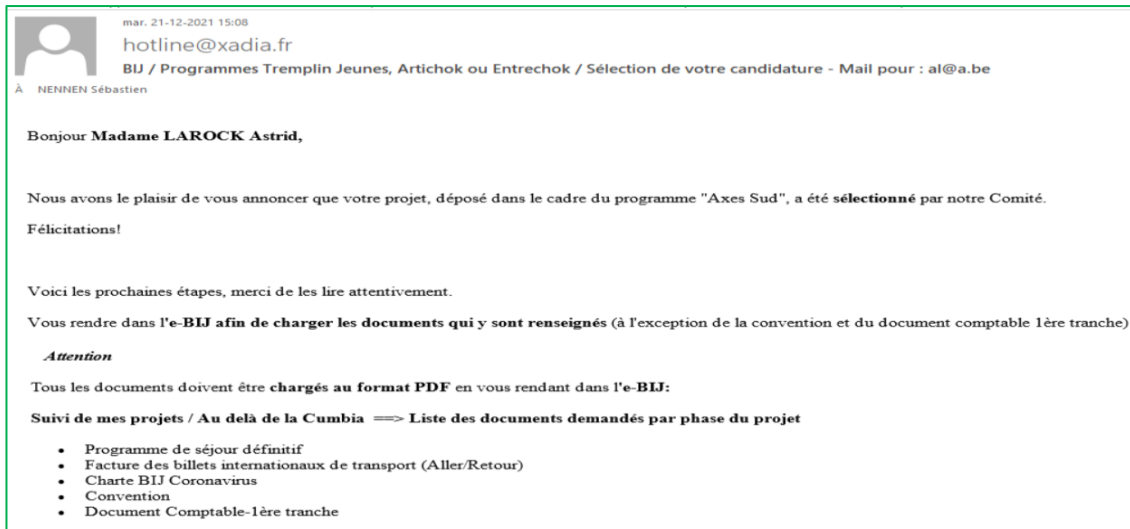 mar. 21-12-2021 15:08
hotline@xadia.fr
BIJ / Programmes Tremplin Jeunes, Artichok ou Entrechok / Sélection de votre candidature - Mail pour : al@a.be
À NENNEN Sébastien
Bonjour Madame LAROCK Astrid,
Nous avons le plaisir de vous annoncer que votre projet, déposé dans le cadre du programme "Axes Sud", a été sélectionné par notre Comité.
Félicitations!
Voici les prochaines étapes, merci de les lire attentivement.
Vous rendre dans l'e-BIJ afin de charger les documents qui y sont renseignés (à l'exception de la convention et du document comptable 1ère tranche)
Attention
Tous les documents doivent être chargés au format PDF en vous rendant dans l'e-BIJ:
Suivi de mes projets / Au delà de la Cumbia ==> Liste des documents demandés par phase du projet
• Programme de séjour définitif
• Facture des billets internationaux de transport (Aller/Retour)
• Charte BIJ Coronavirus
• Convention
• Document Comptable-1ère tranche